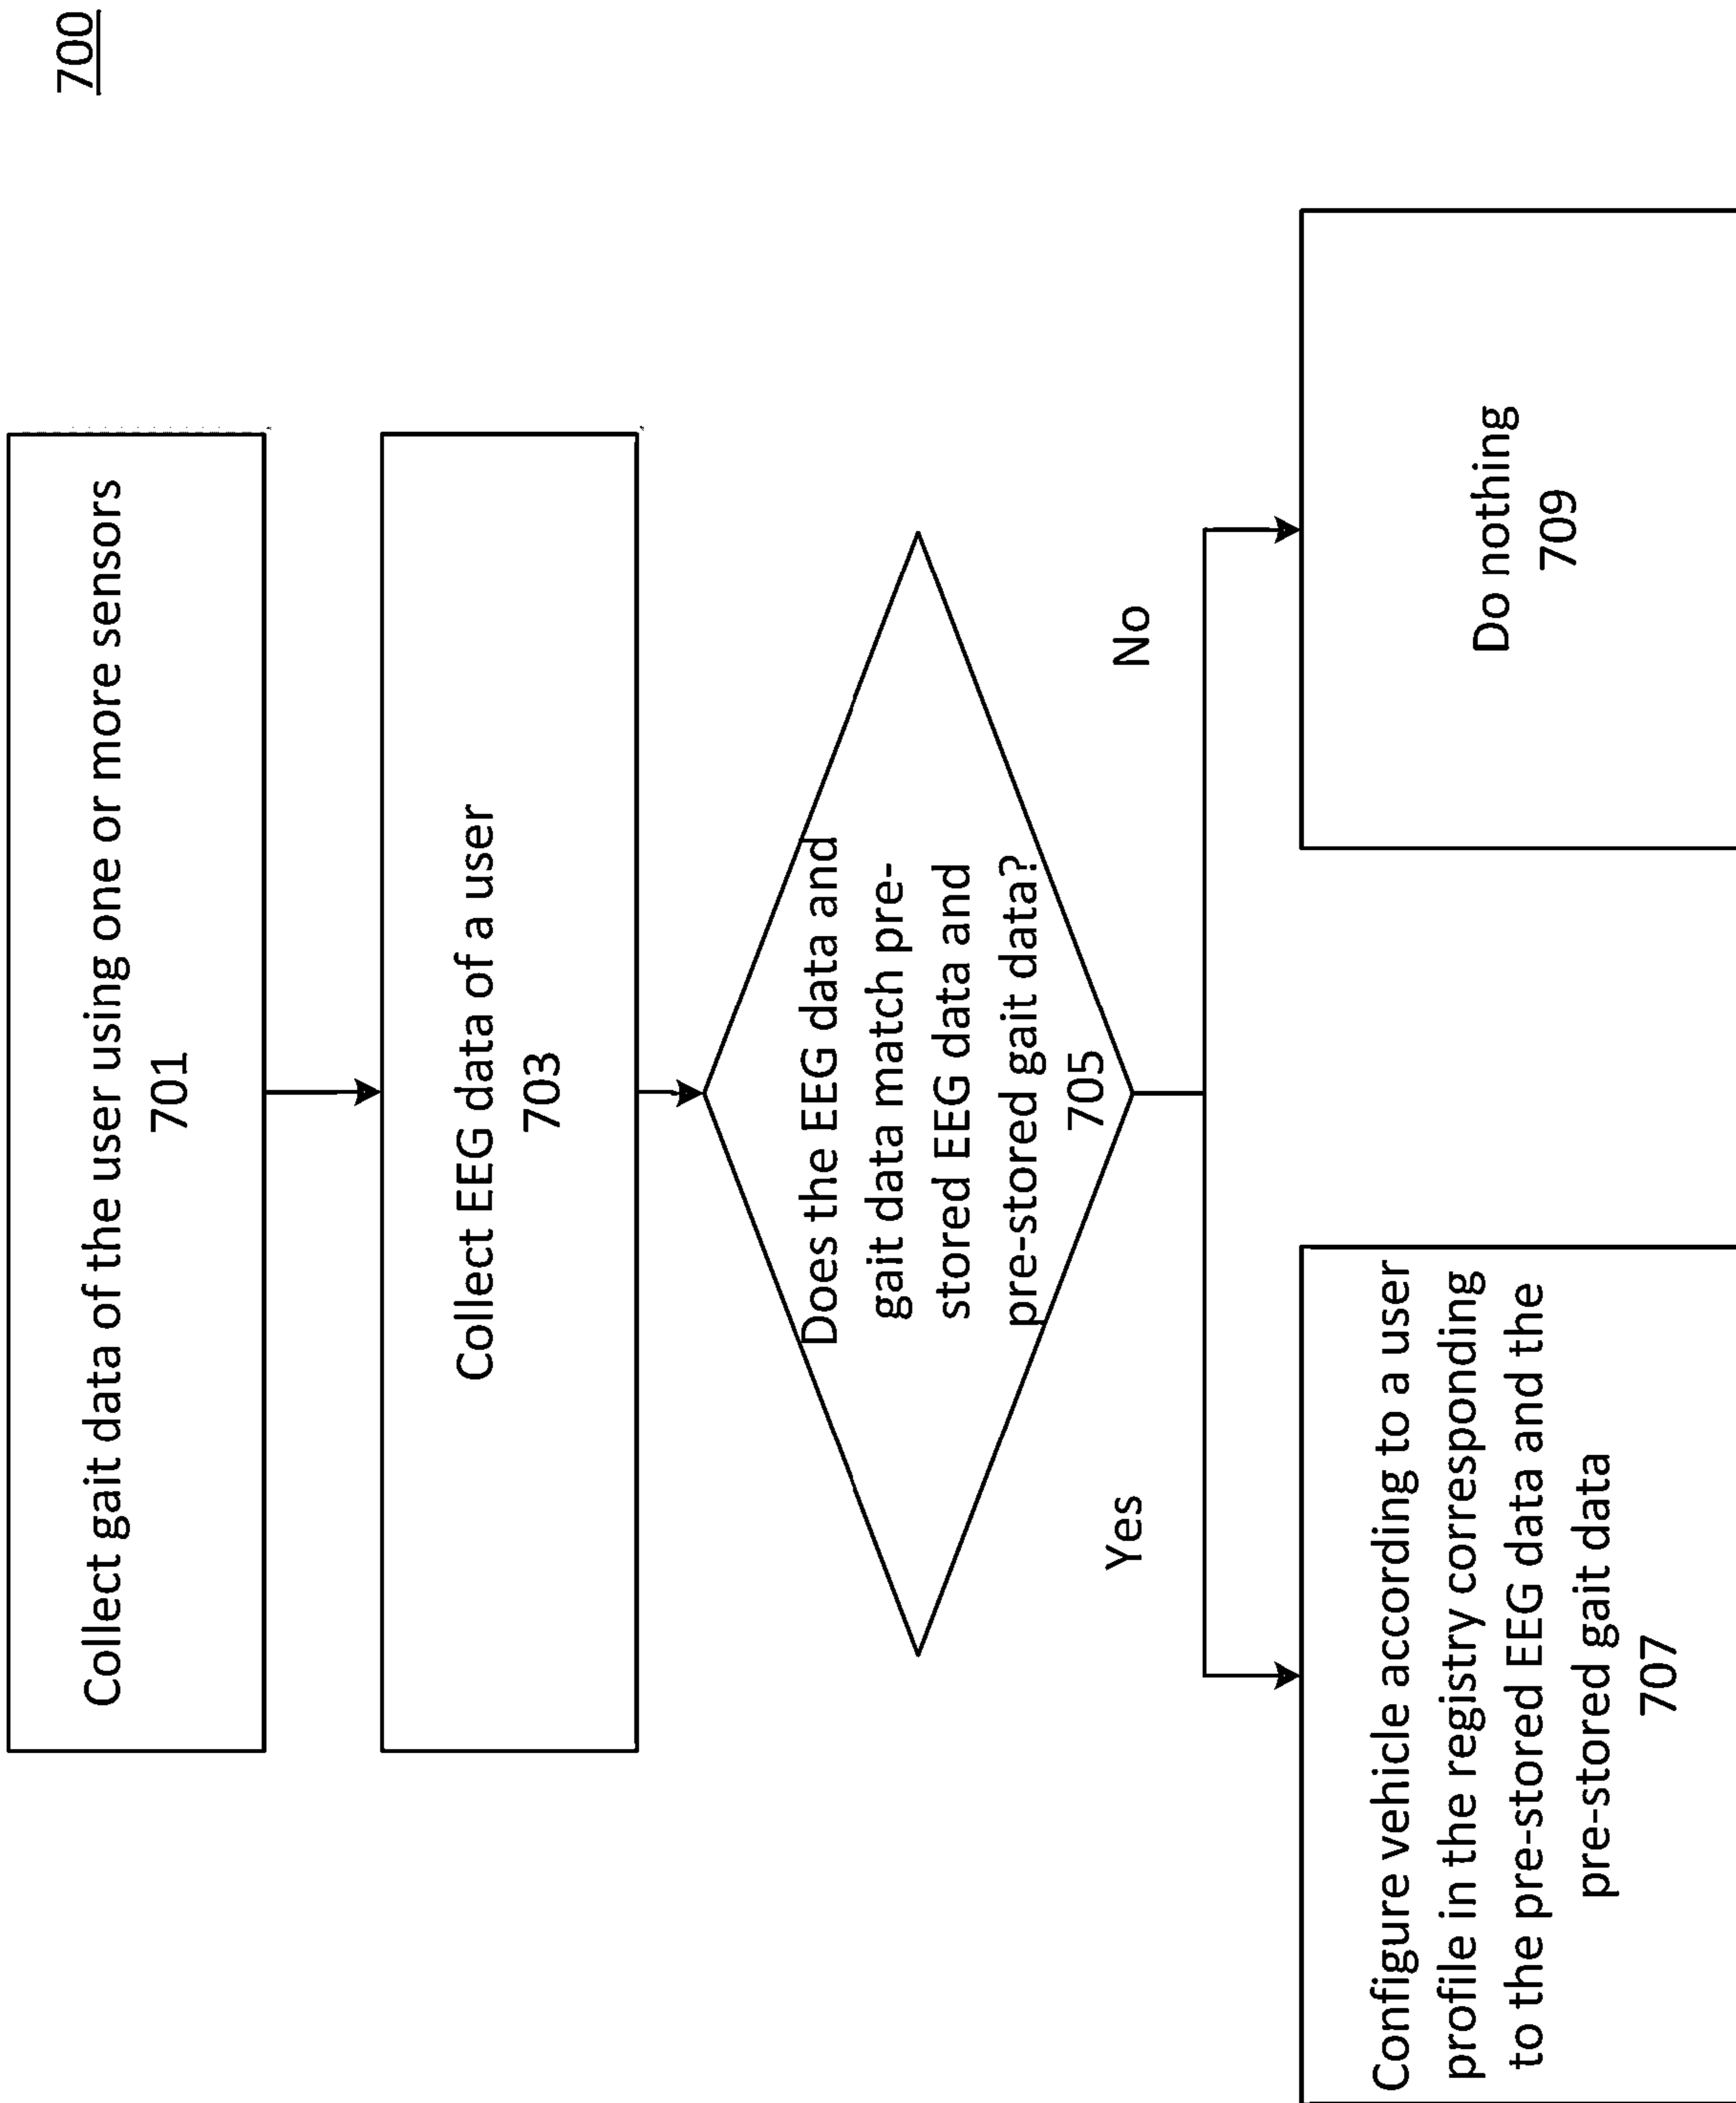 700
Collect gait data of the user using one or more sensors
701
Collect EEG data of a user
703
Does the EEG data and
gait data match pre-
stored EEG data and
pre-stored gait data?
705
Yes
No
Configure vehicle according to a user
profile in the registry corresponding
to the pre-stored EEG data and the
pre-stored gait data
707
Do nothing
709